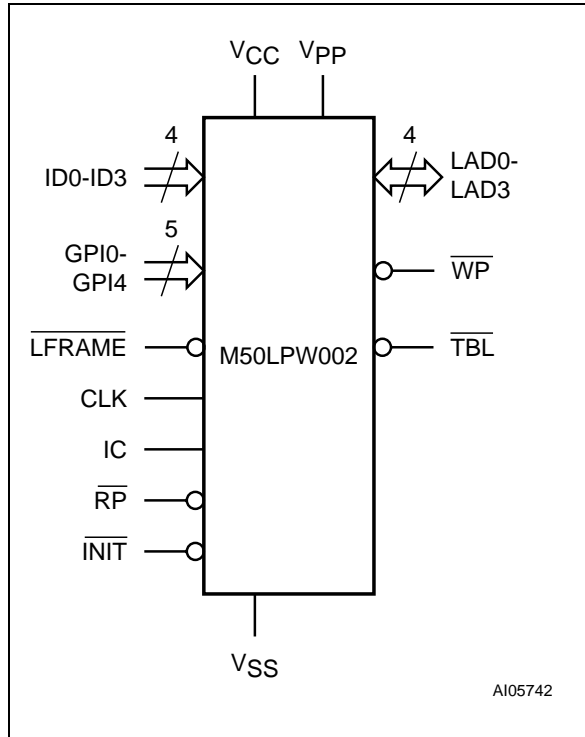 VCC VPP
4
ID0-ID3
4
LAD0-
LAD3
5
GPI0-
GPI4
WP
LFRAME
M50LPW002
TBL
CLK
IC
RP
INIT
VSS
AI05742